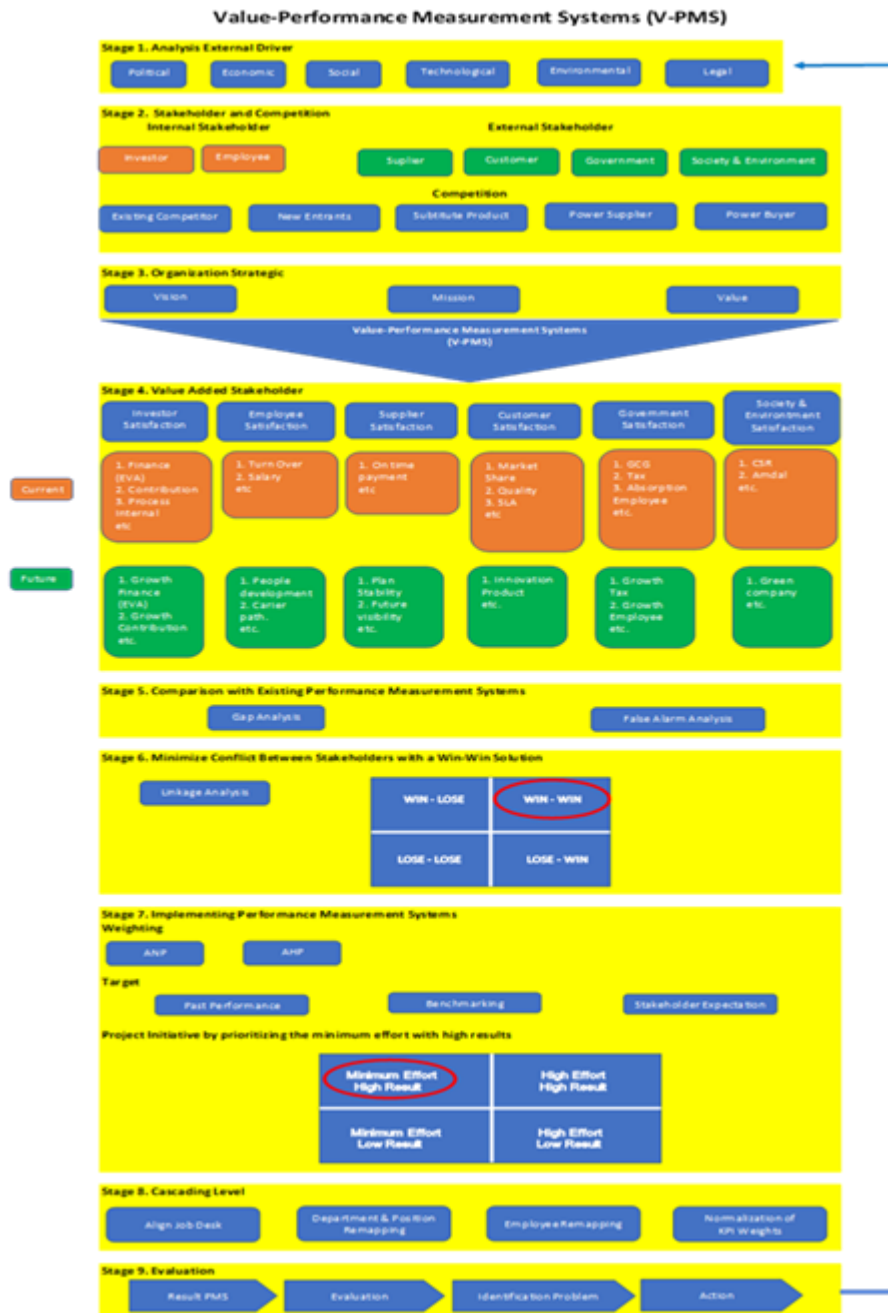 Value-Performance Measurement Systems (V-PMS)
Stage 1. Analysis External Driver
Political
Economic
Social
Technological
Environmental
Legal
Stage 2. Stakeholder and Competition
Internal Stakeholder
External Stakeholder
Investor
Employee
Suplier
Customer
Government
Society & Environment
Competition
Existing Competitor
New Entrants
Subtitute Product
Power Supplier
Power Buyer
Stage 3. Organization Strategic
Vision
Mission
Value
Value-Performance Measurement Systems
(V-PMS)
Stage 4. Value Added Stakeholder
Investor
Satisfaction
Employee
Satisfaction
Supplier
Satisfaction
Customer
Satisfaction
Government
Satisfaction
Society &
Environtment
Satisfaction
Current
1. Finance
(EVA)
2. Contribution
3. Process
Internal
etc
1. Turn Over
2. Salary
etc
1. On time
payment
etc
1. Market
Share
2. Quality
3. SLA
etc
1. GCG
2. Tax
3. Absorption
Employee
etc.
1. CSR
2. Amdal
etc.
Future
1. Growth
Finance
(EVA)
2. Growth
Contribution
etc.
1. People
development
2. Carier
path.
etc.
1. Plan
Stability
2. Future
visibility
etc.
1. Innovation
Product
etc.
1. Growth
Tax
2. Growth
Employee
etc.
1. Green
company
etc.
Stage 5. Comparison with Existing Performance Measurement Systems
Gap Analysis
False Alarm Analysis
Stage 6. Minimize Conflict Between Stakeholders with a Win-Win Solution
Linkage Analysis
WIN - LOSE
WIN - WIN
LOSE - LOSE
LOSE - WIN
Stage 7. Implementing Performance Measurement Systems
Weighting
ANP
AHP
Target
Past Performance
Benchmarking
Stakeholder Expectation
Project Initiative by prioritizing the minimum effort with high results
Minimum Effort
High Result
High Effort
High Result
Minimum Effort
Low Result
High Effort
Low Result
Stage 8. Cascading Level
Align Job Desk
Department & Position
Remapping
Employee Remapping
Normalization of
KPI Weights
Stage 9. Evaluation
Result PMS
Evaluation
Identification Problem
Action